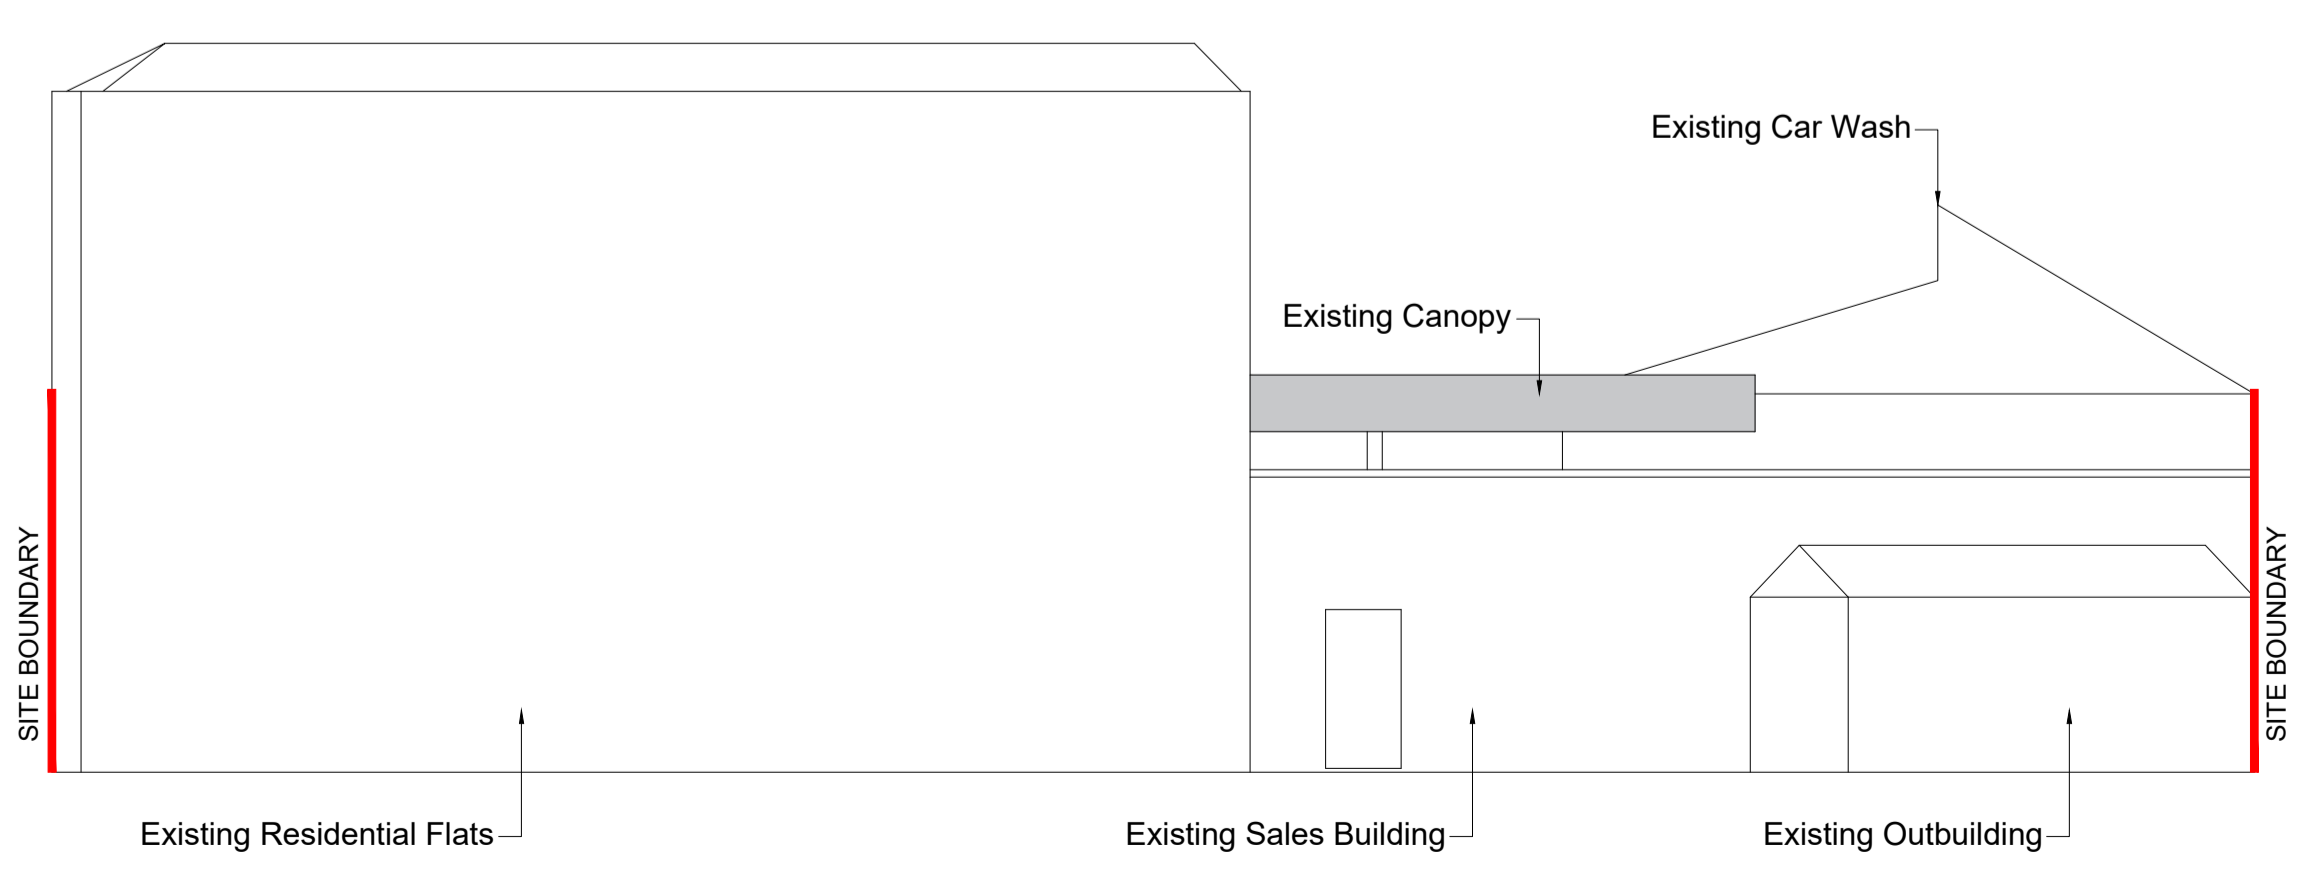 Existing Car Wash
Existing Canopy
SITE BOUNDARY
SITE BOUNDARY
Existing Residential Flats
Existing Sales Building
Existing Outbuilding